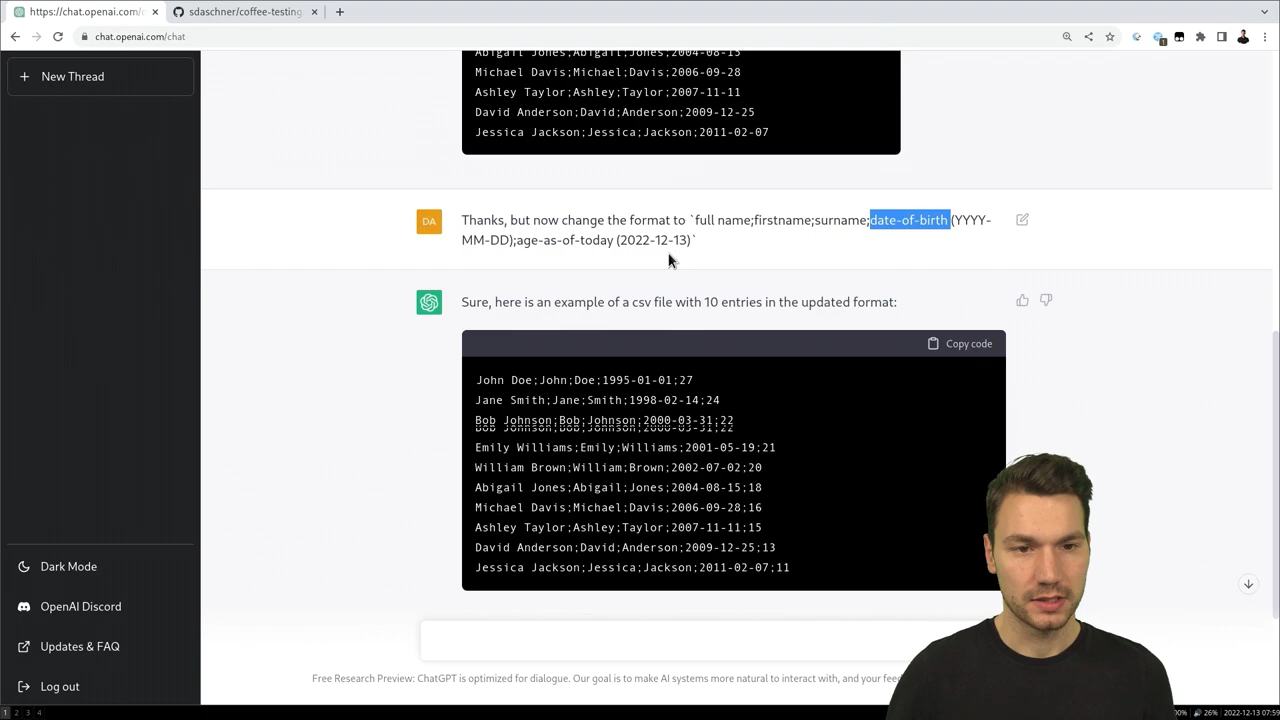 https://chat.openai.com/c
sdaschner/coffee-testing
chat.openai.com/chat
New Thread
Abigail Jones;Abigail;Jones;2004-08-15
Michael Davis;Michael;Davis;2006-09-28
Ashley Taylor;Ashley;Taylor;2007-11-11
David Anderson;David;Anderson;2009-12-25
Jessica Jackson;Jessica;Jackson;2011-02-07
DA
Thanks, but now change the format to `full name;firstname;surname;date-of-birth (YYYY-
MM-DD);age-as-of-today (2022-12-13)`
Sure, here is an example of a csv file with 10 entries in the updated format:
Copy code
John Doe;John;Doe;1995-01-01;27
Jane Smith;Jane;Smith;1998-02-14;24
Bob Johnson;Bob;Johnson;2000-03-31;22
Emily Williams;Emily;Williams;2001-05-19;21
William Brown;William;Brown;2002-07-02;20
Abigail Jones;Abigail;Jones;2004-08-15;18
Michael Davis;Michael;Davis;2006-09-28;16
Ashley Taylor;Ashley;Taylor;2007-11-11;15
David Anderson;David;Anderson;2009-12-25;13
Jessica Jackson;Jessica;Jackson;2011-02-07;11
Dark Mode
OpenAI Discord
Updates & FAQ
Log out
Free Research Preview: ChatGPT is optimized for dialogue. Our goal is to make AI systems more natural to interact with, and your
1 2 3 4
26% 2022-12-13 07:59